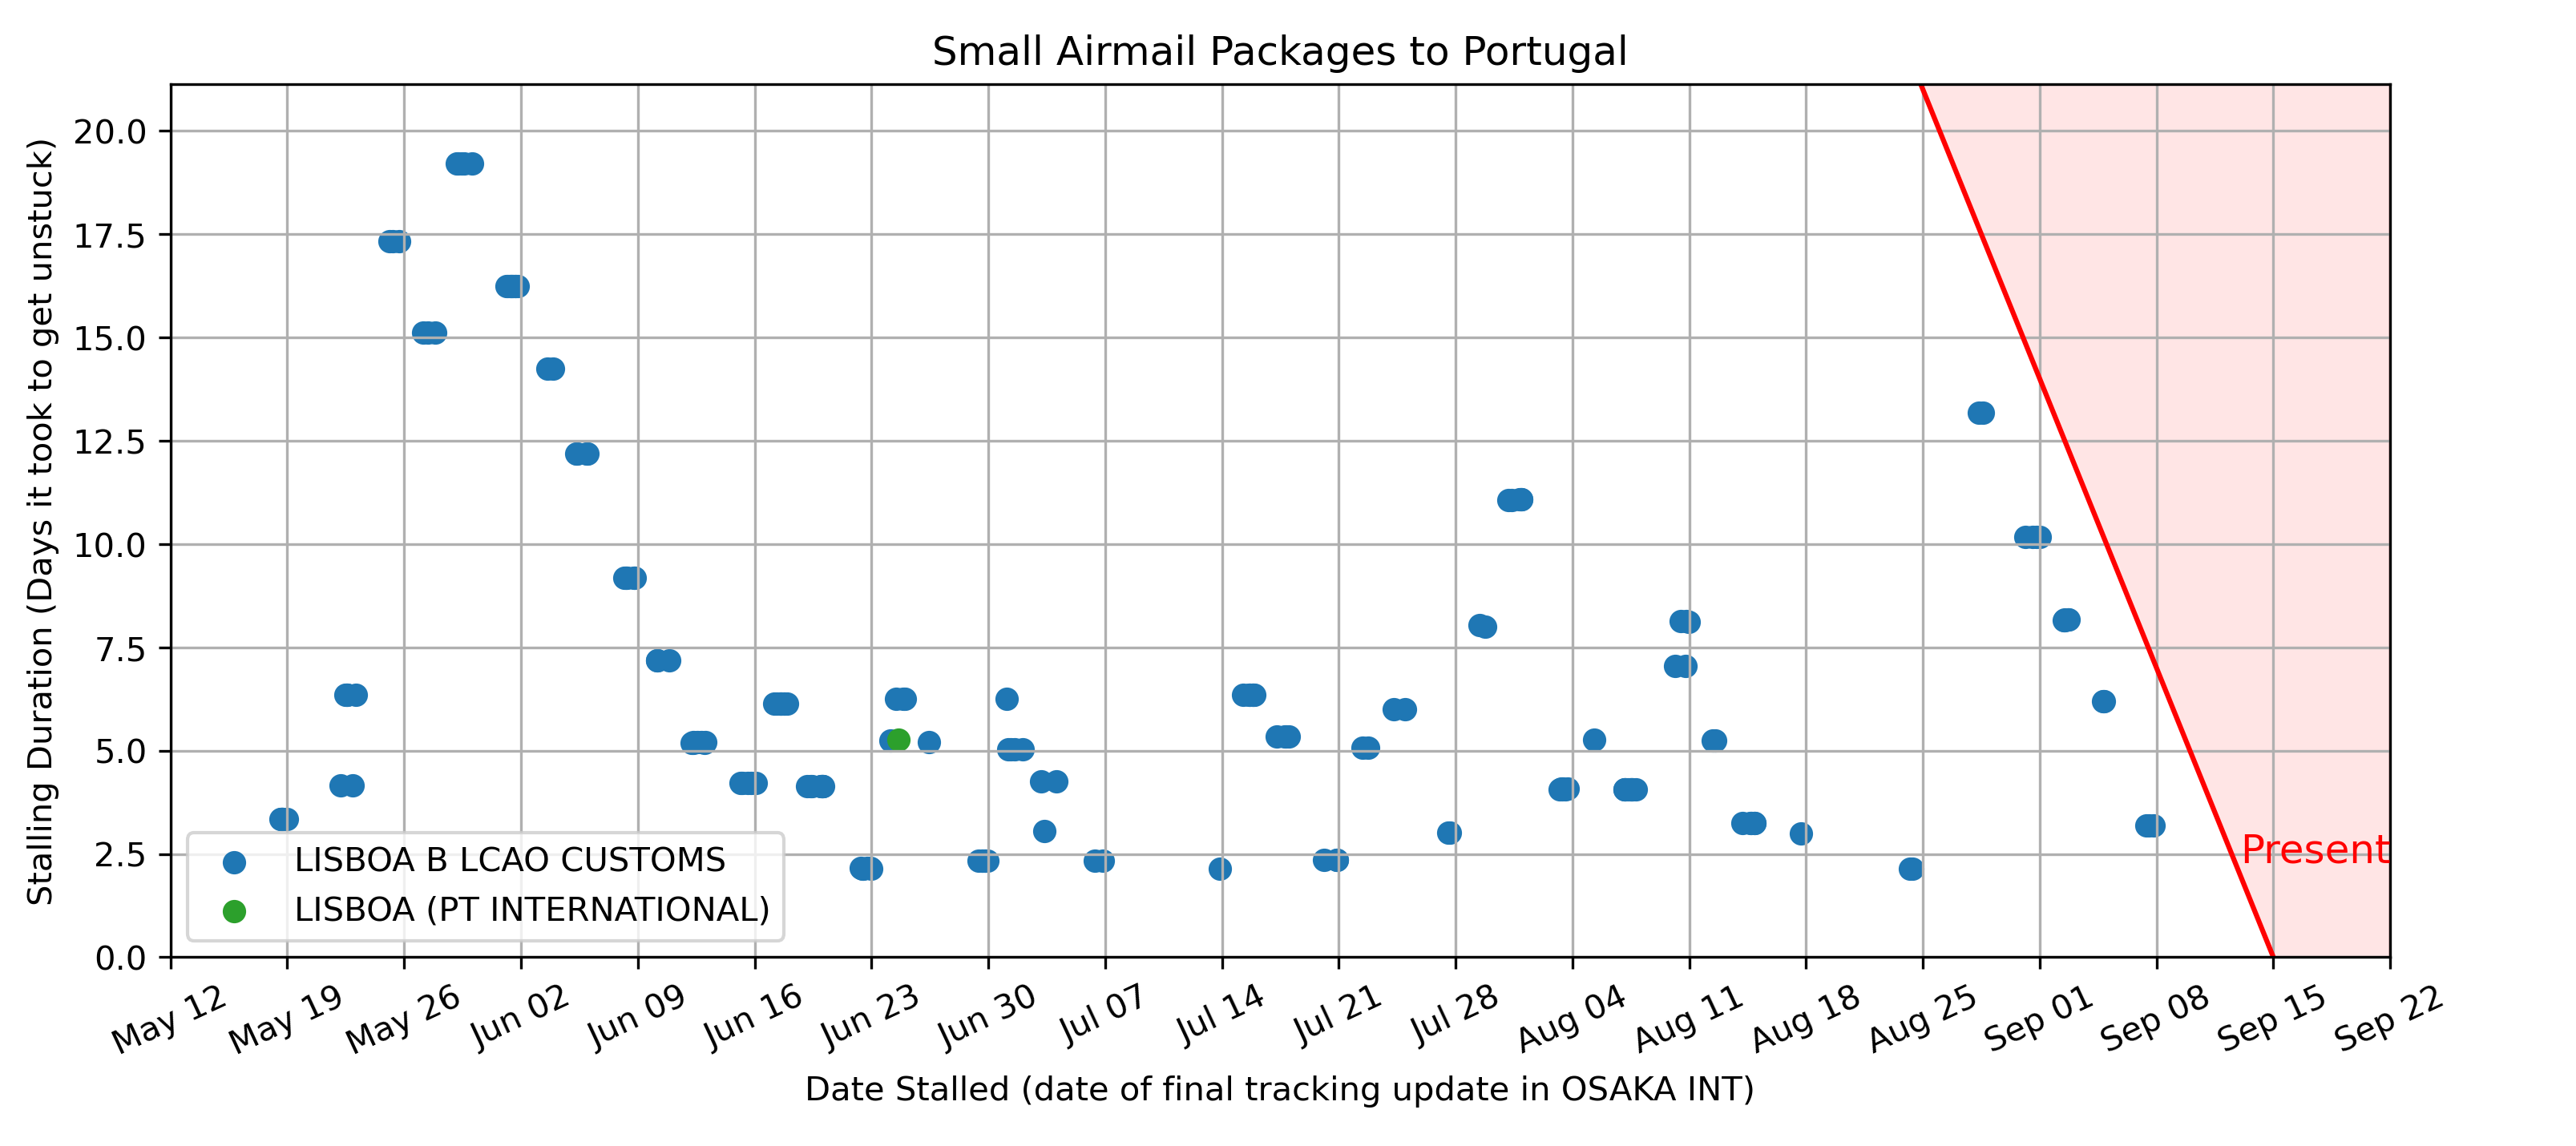 Small Airmail Packages to Portugal
Stalling Duration (Days it took to get unstuck)
20.0
17.5
15.0
12.5
10.0
7.5
5.0
2.5
0.0
LISBOA B LCAO CUSTOMS
LISBOA (PT INTERNATIONAL)
Present
May 12
May 19
May 26
Jun 02
Jun 09
Jun 16
Jun 23
Jun 30
Jul 07
Jul 14
Jul 21
Jul 28
Aug 04
Aug 11
Aug 18
Aug 25
Sep 01
Sep 08
Sep 15
Sep 22
Date Stalled (date of final tracking update in OSAKA INT)